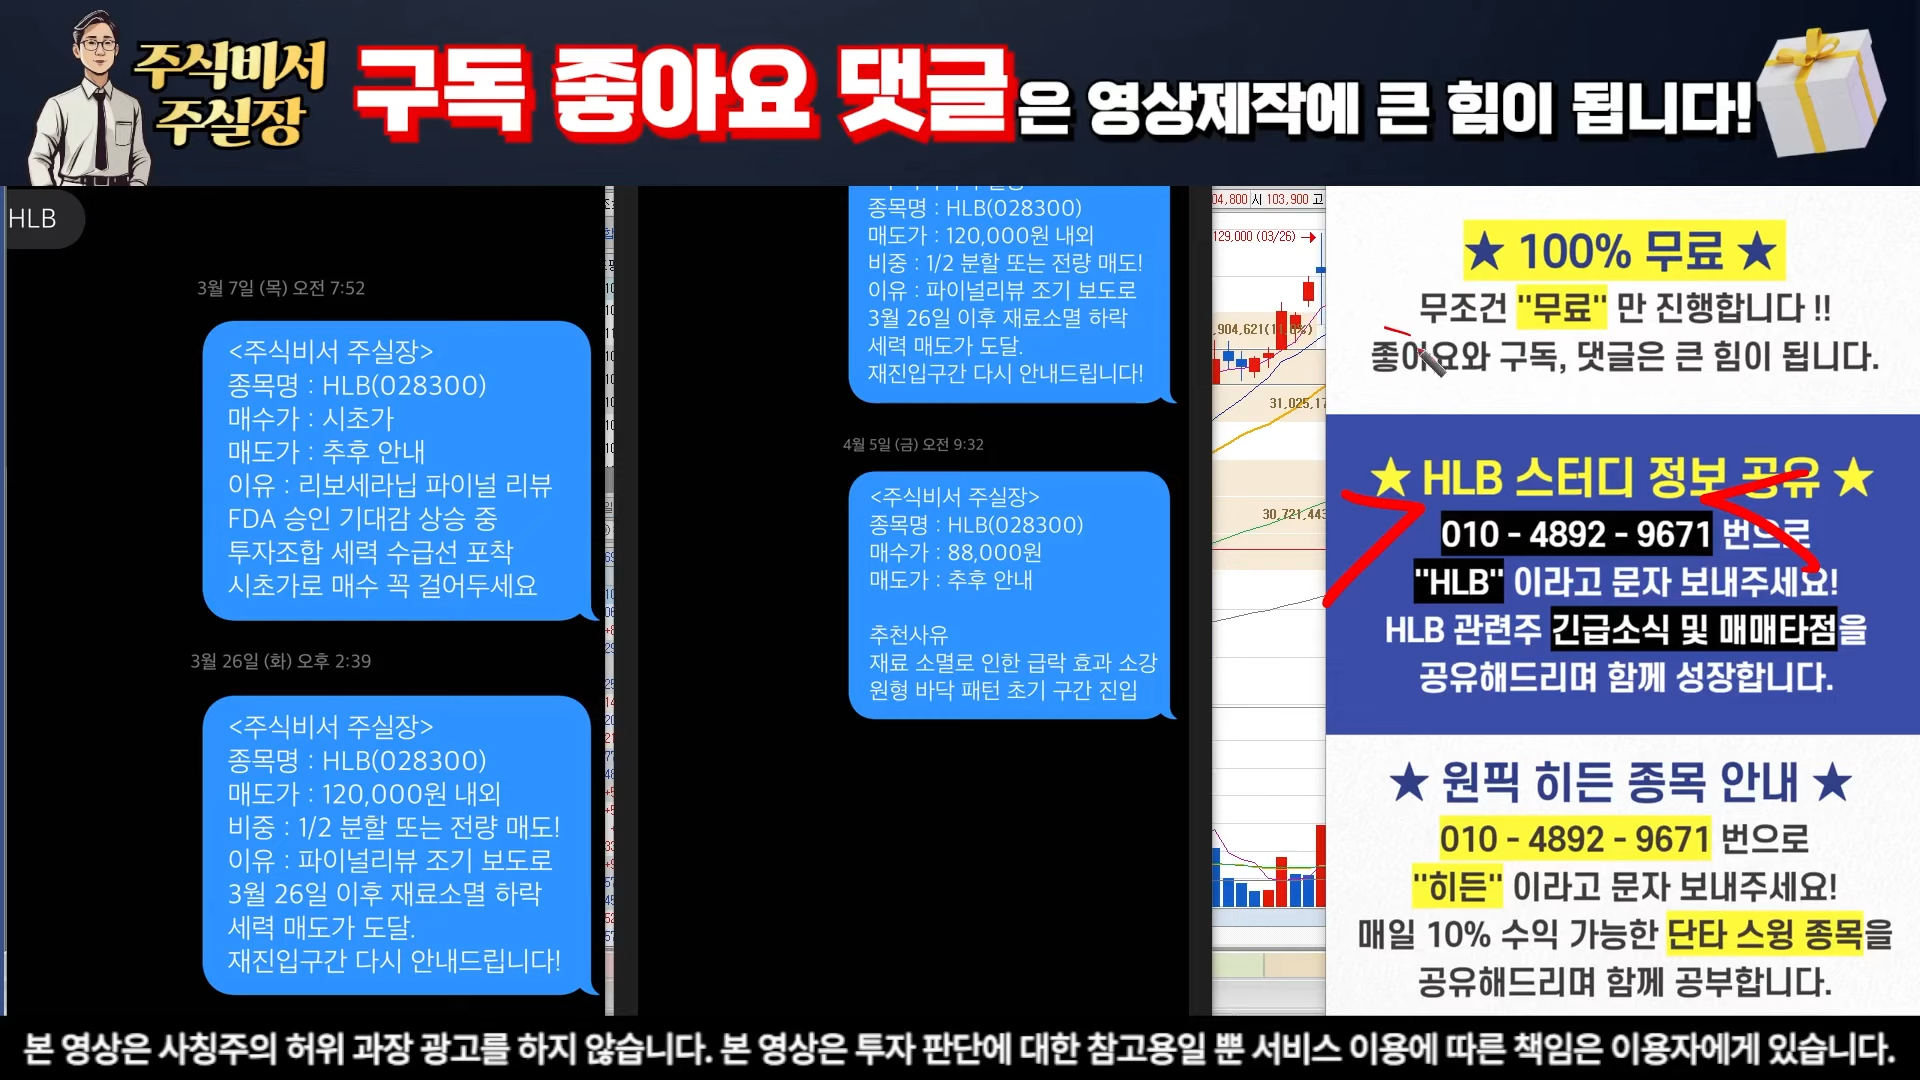 주식비서
주실장
구독 좋아요 댓글은 영상제작에 큰 힘이 됩니다!
HLB
3월 7일 (목) 오전 7:52
<주식비서 주실장>
종목명 : HLB(028300)
매수가 : 시초가
매도가 : 추후 안내
이유 : 리보세라닙 파이널 리뷰
FDA 승인 기대감 상승 중
투자조합 세력 수급선 포착
시초가로 매수 꼭 걸어두세요
3월 26일 (화) 오후 2:39
<주식비서 주실장>
종목명 : HLB(028300)
매도가 : 120,000원 내외
비중 : 1/2 분할 또는 전량 매도!
이유 : 파이널리뷰 조기 보도로
3월 26일 이후 재료소멸 하락
세력 매도가 도달.
재진입구간 다시 안내드립니다!
종목명 : HLB(028300)
매도가 : 120,000원 내외
비중 : 1/2 분할 또는 전량 매도!
이유 : 파이널리뷰 조기 보도로
3월 26일 이후 재료소멸 하락
세력 매도가 도달.
재진입구간 다시 안내드립니다!
4월 5일 (금) 오전 9:32
<주식비서 주실장>
종목명 : HLB(028300)
매수가 : 88,000원
매도가 : 추후 안내
추천사유
재료 소멸로 인한 급락 효과 소강
원형 바닥 패턴 초기 구간 진입
04,800 시 103,900 고
129,000 (03/26)
31,025,17
30,721,443
★ 100% 무료 ★
무조건 "무료" 만 진행합니다 !!
좋아요와 구독, 댓글은 큰 힘이 됩니다.
★ HLB 스터디 정보 공유 ★
010 - 4892 - 9671 번으로
"HLB" 이라고 문자 보내주세요!
HLB 관련주 긴급소식 및 매매타점을
공유해드리며 함께 성장합니다.
★ 원픽 히든 종목 안내 ★
010 - 4892 - 9671 번으로
"히든" 이라고 문자 보내주세요!
매일 10% 수익 가능한 단타 스윙 종목을
공유해드리며 함께 공부합니다.
본 영상은 사칭주의 허위 과장 광고를 하지 않습니다. 본 영상은 투자 판단에 대한 참고용일 뿐 서비스 이용에 따른 책임은 이용자에게 있습니다.